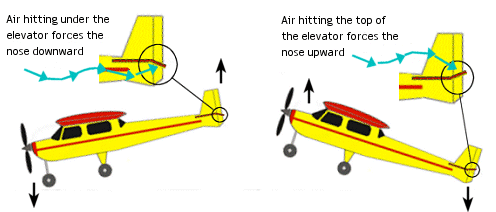 Air hitting under the
elevator forces the
nose downward
Air hitting the top of
the elevator forces the
nose upward